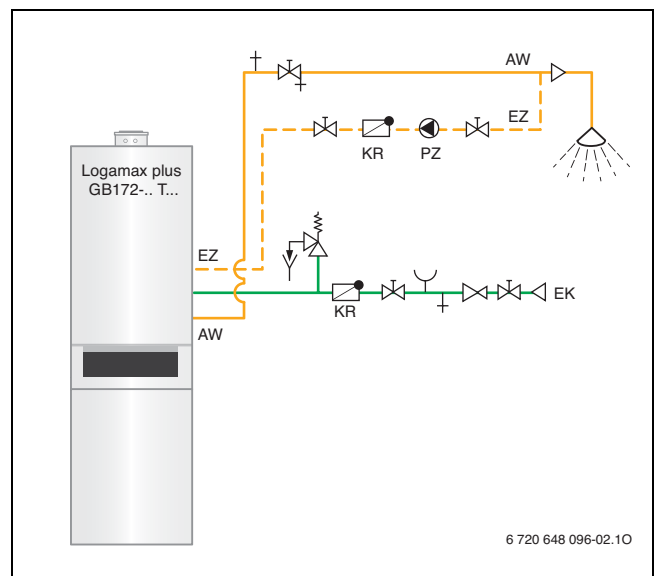 AW
EZ
KR PZ
Logamax plus
GB172-.. T...
EZ
KR
EK
AW
6 720 648 096-02.1O